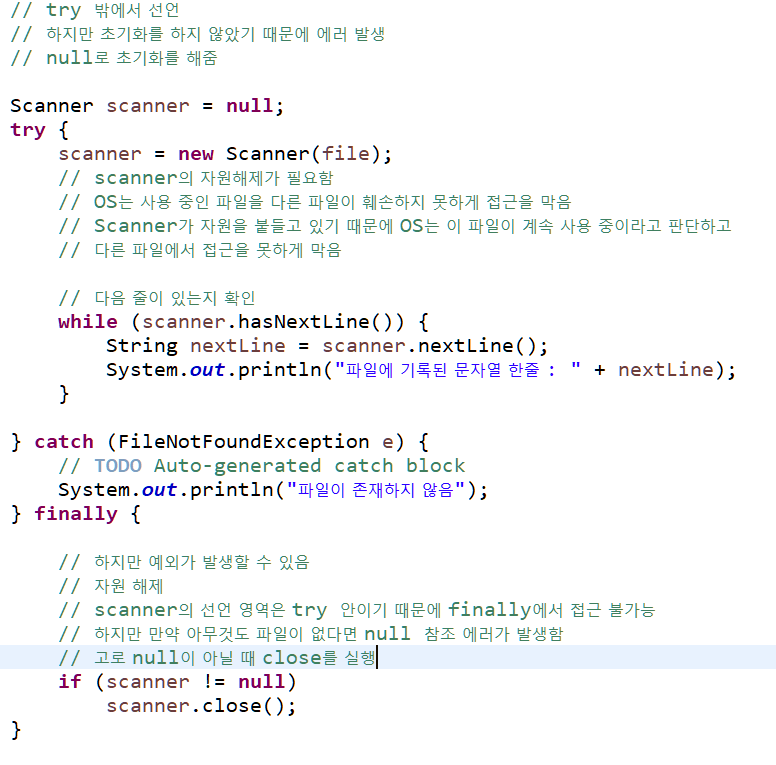 // try 밖에서 선언
// 하지만 초기화를 하지 않았기 때문에 에러 발생
// null로 초기화를 해줌
Scanner scanner = null;
try {
scanner = new Scanner(file);
// scanner의 자원해제가 필요함
// OS는 사용 중인 파일을 다른 파일이 훼손하지 못하게 접근을 막음
// Scanner가 자원을 붙들고 있기 때문에 OS는 이 파일이 계속 사용 중이라고 판단하고
// 다른 파일에서 접근을 못하게 막음
// 다음 줄이 있는지 확인
while (scanner.hasNextLine()) {
String nextLine = scanner.nextLine();
System.out.println("파일에 기록된 문자열 한줄 : " + nextLine);
}
} catch (FileNotFoundException e) {
// TODO Auto-generated catch block
System.out.println("파일이 존재하지 않음");
} finally {
// 하지만 예외가 발생할 수 있음
// 자원 해제
// scanner의 선언 영역은 try 안이기 때문에 finally에서 접근 불가능
// 하지만 만약 아무것도 파일이 없다면 null 참조 에러가 발생함
// 고로 null이 아닐 때 close를 실행
if (scanner != null)
scanner.close();
}